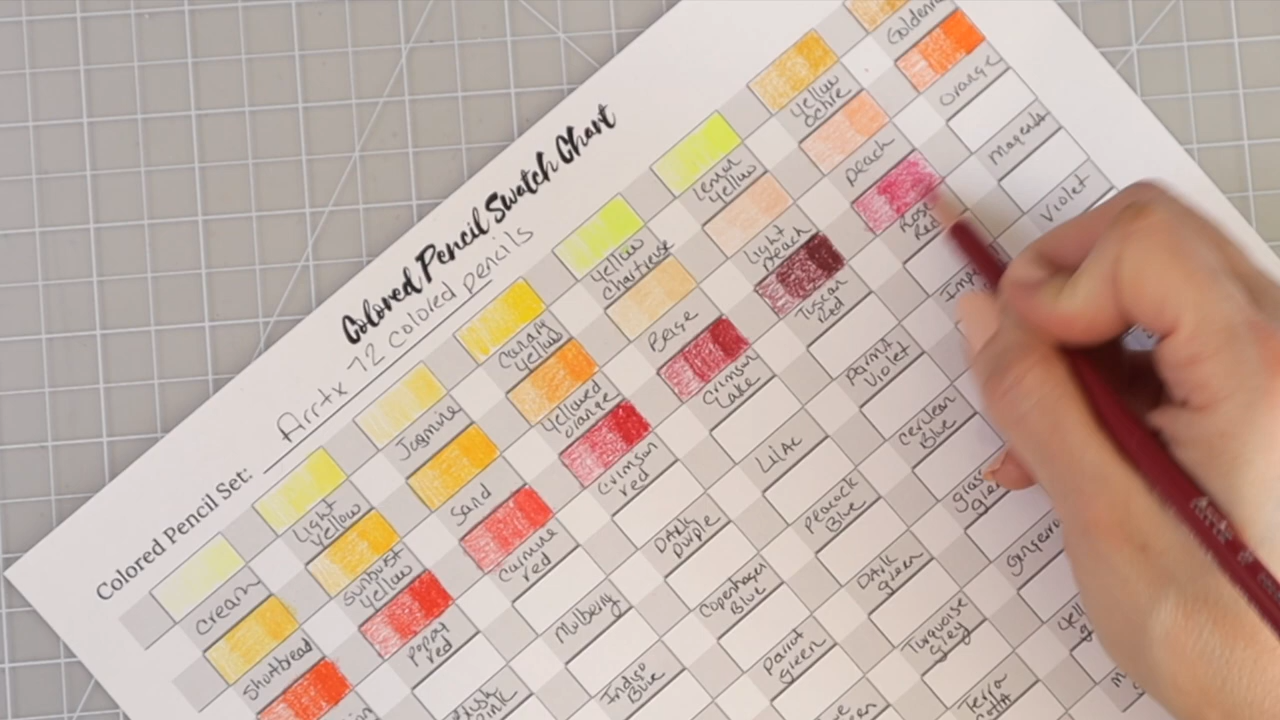 Colored Pencil Swatch Chart
Colored Pencil Set: Arrtx 72 colored pencils
Cream
Light Yellow
Jasmine
Canary Yellow
Yellow Chartreuse
Lemon Yellow
Yellow Ochre
Shortbread
Sunburst Yellow
Sand
Yellowed Orange
Beige
Light Peach
Peach
Orange
Poppy Red
Carmine Red
Crimson Red
Crimson Lake
Tuscan Red
Rose Red
Magenta
Pink
Mulberry
Dark Purple
Lilac
Parma Violet
Violet
Indigo Blue
Copenhagen Blue
Peacock Blue
Cerulean Blue
Parrot Green
Dark Green
Turquoise Grey
Terra